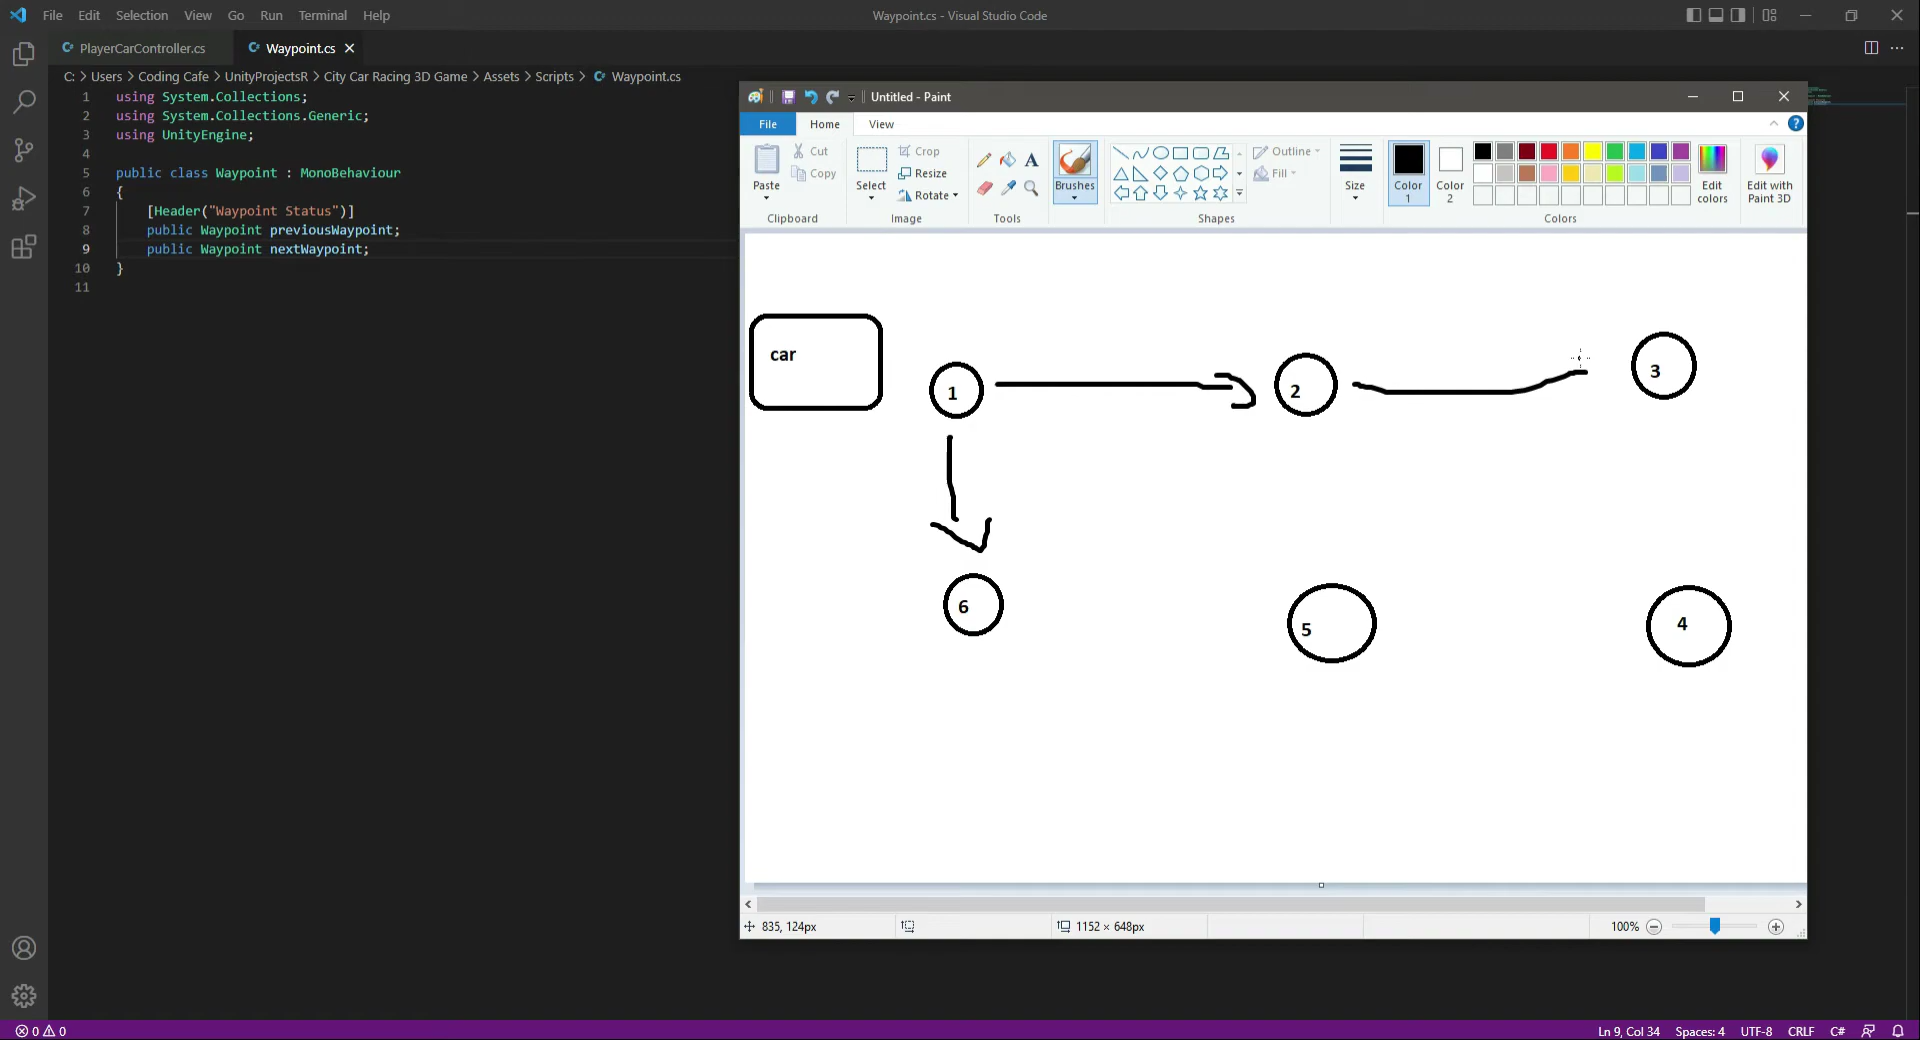 File Edit Selection View Go Run Terminal Help
Waypoint.cs - Visual Studio Code
PlayerCarController.cs
Waypoint.cs
C: > Users > Coding Cafe > UnityProjectsR > City Car Racing 3D Game > Assets > Scripts > Waypoint.cs
1 using System.Collections;
2 using System.Collections.Generic;
3 using UnityEngine;
4
5 public class Waypoint : MonoBehaviour
6 {
7 [Header("Waypoint Status")]
8 public Waypoint previousWaypoint;
9 public Waypoint nextWaypoint;
10 }
11
Untitled - Paint
File Home View
Paste
Cut
Copy
Clipboard
Select
Crop
Resize
Rotate
Image
A
Tools
Brushes
Shapes
Outline
Fill
Size
Color 1
Color 2
Edit colors
Colors
Edit with Paint 3D
car
1
2
3
6
5
4
835, 124px
1152 × 648px
100%
0 0
Ln 9, Col 34 Spaces: 4 UTF-8 CRLF C#